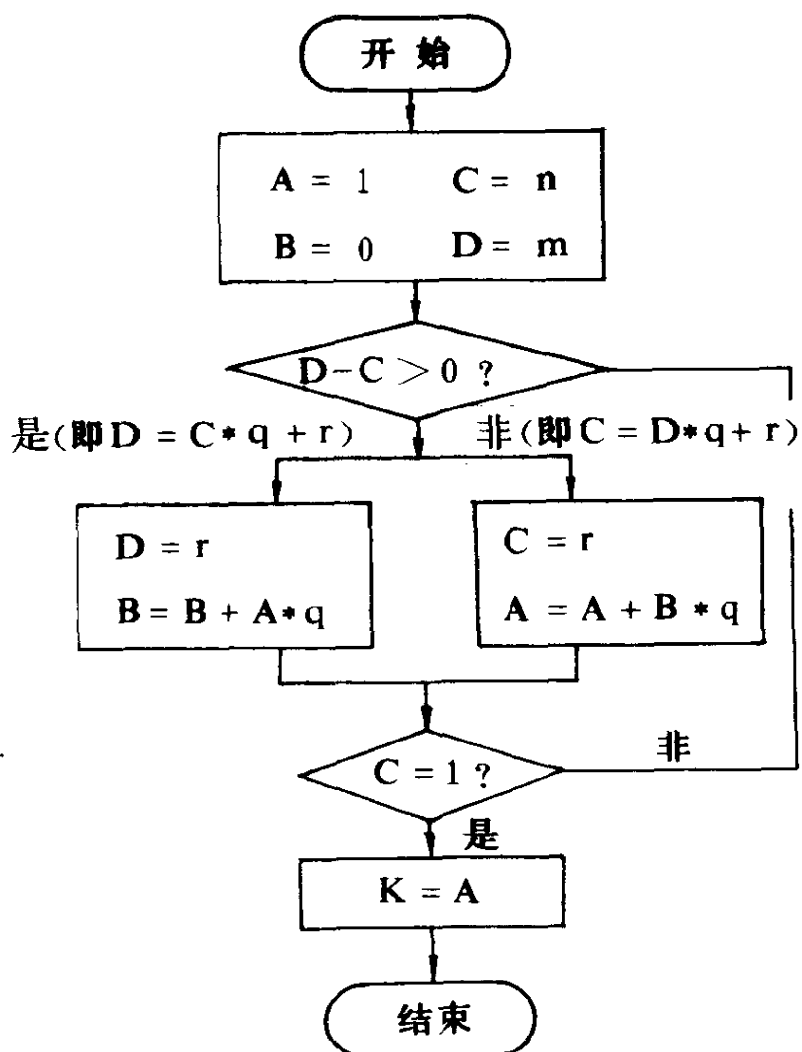 开始
A = 1 C = n
B = 0 D = m
D-C > 0 ?
是(即D = C* q + r)
非(即C = D*q+ r)
D = r
B = B + A* q
C = r
A = A + B * q
C = 1 ?
非
是
K = A
结束